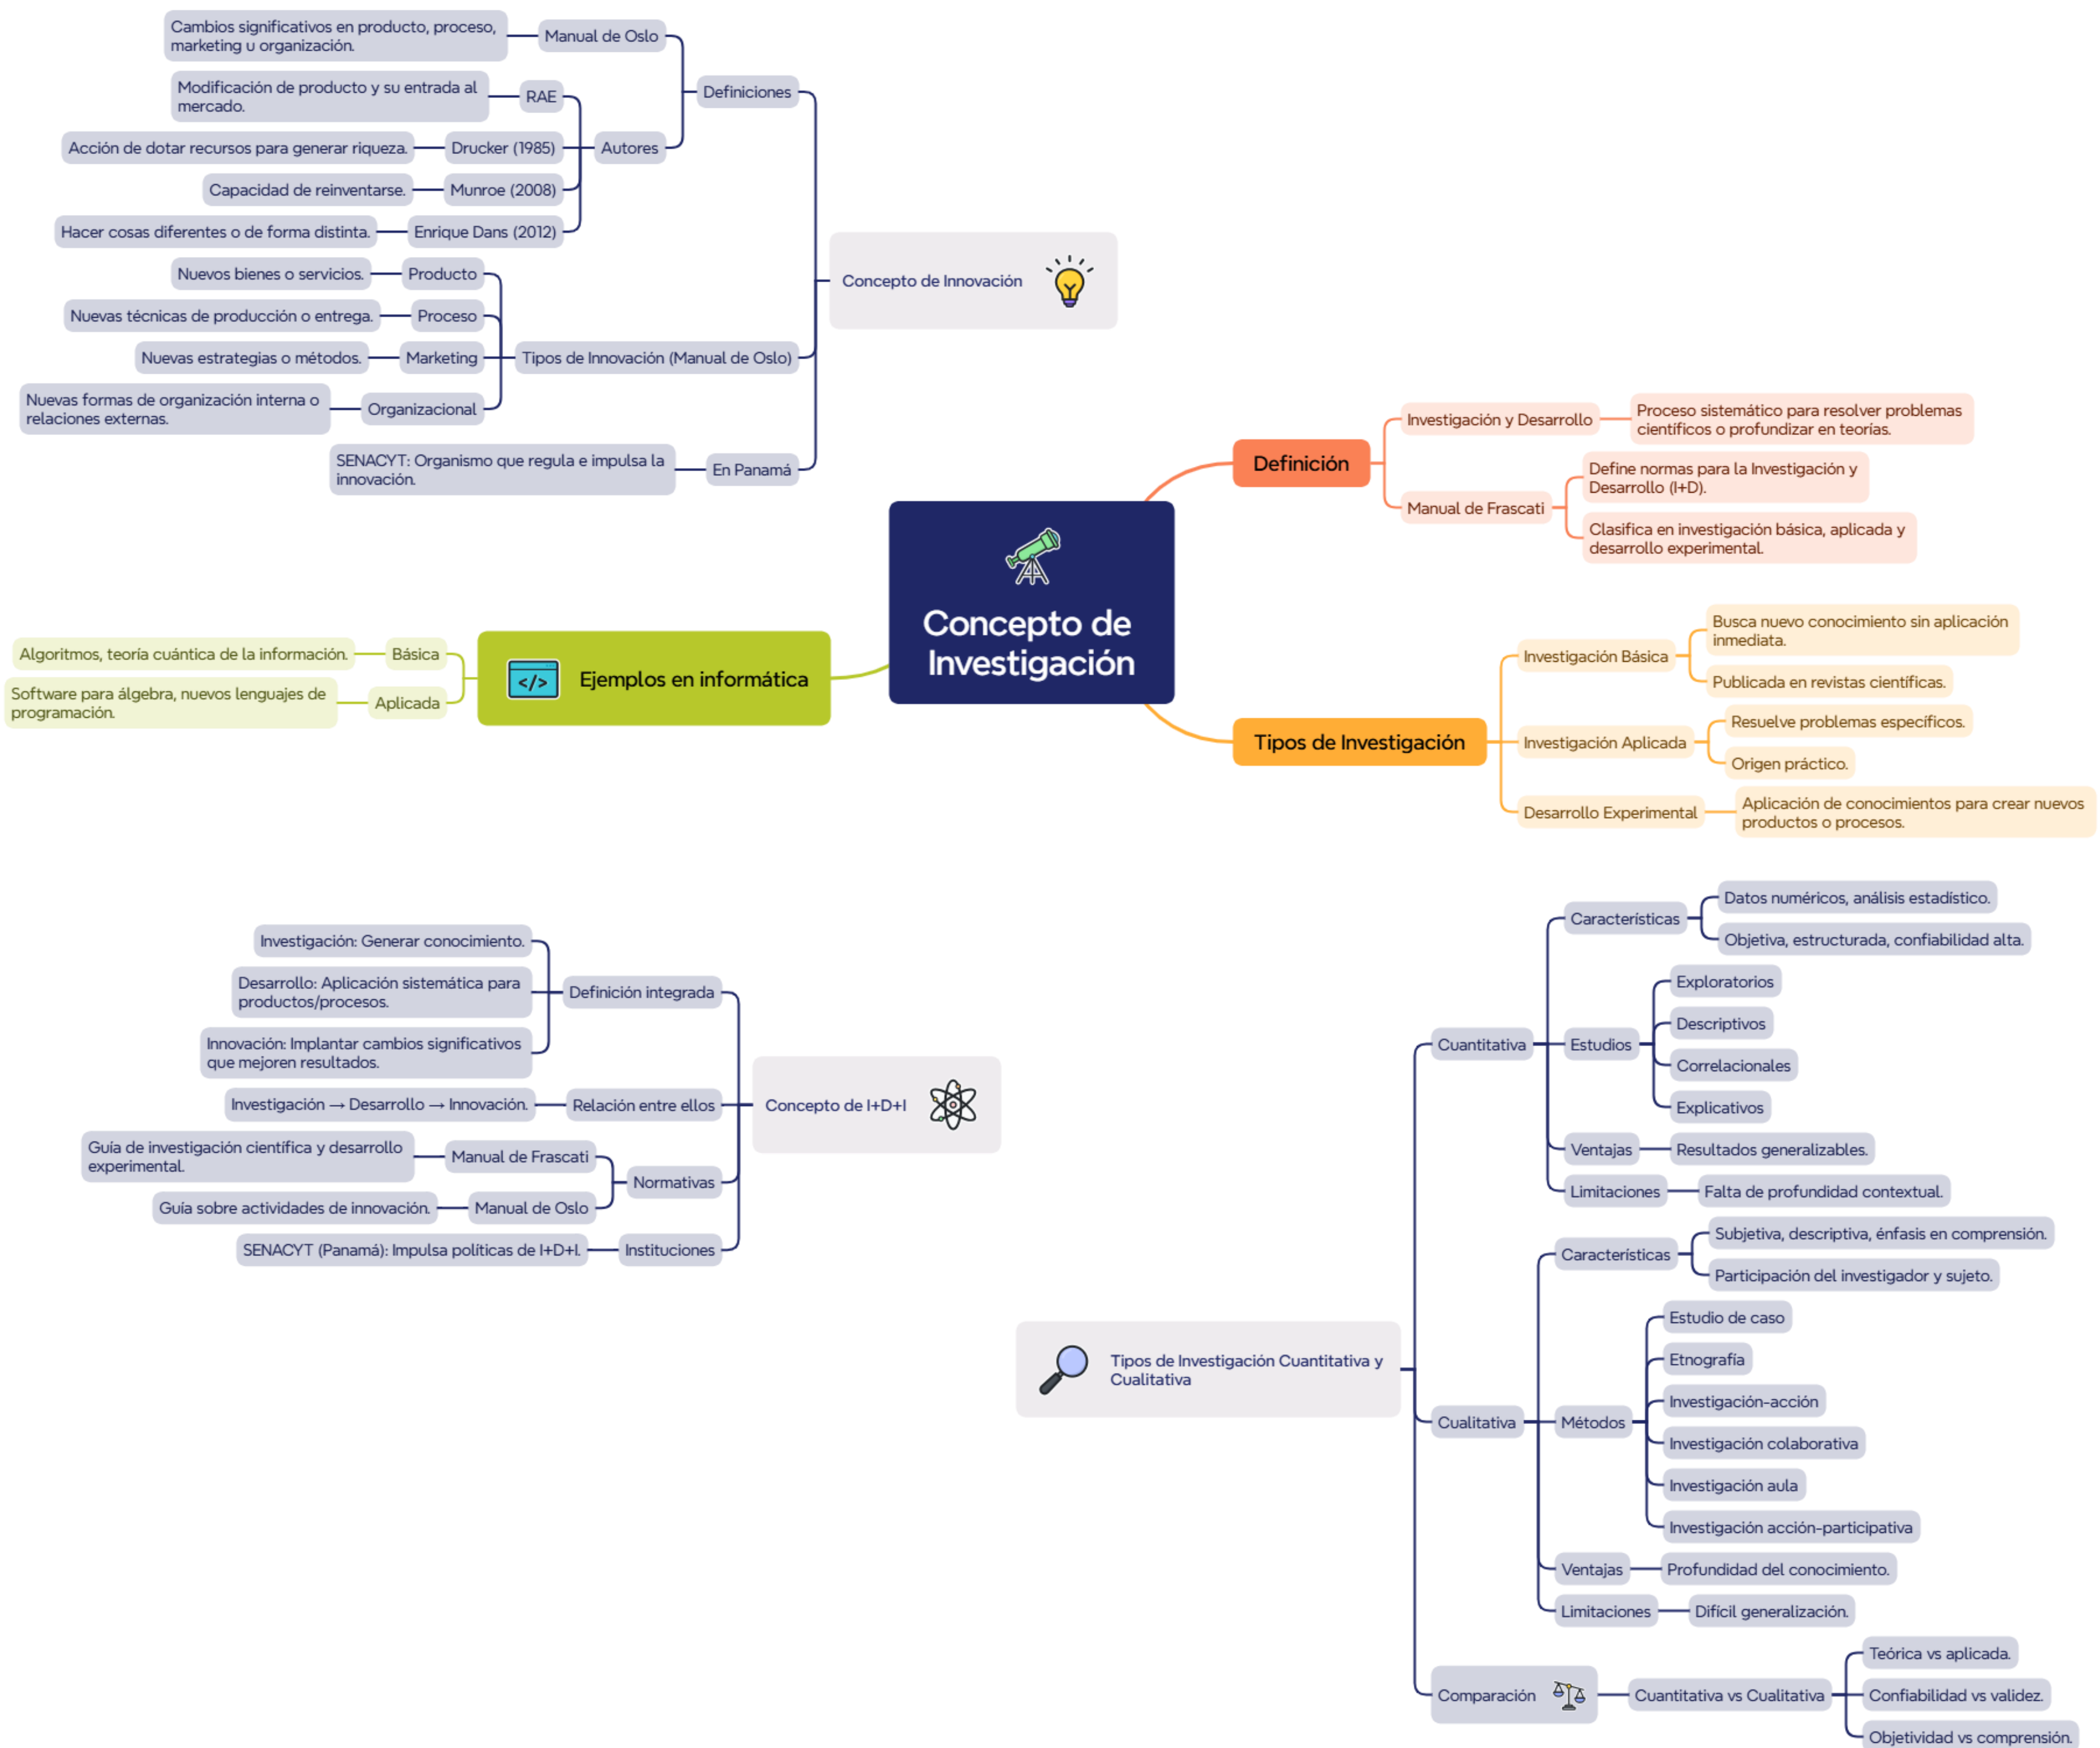 Cambios significativos en producto, proceso,
marketing u organización.
Manual de Oslo
Modificación de producto y su entrada al
mercado.
RAE
Definiciones
Acción de dotar recursos para generar riqueza.
Drucker (1985)
Autores
Capacidad de reinventarse.
Munroe (2008)
Hacer cosas diferentes o de forma distinta.
Enrique Dans (2012)
Nuevos bienes o servicios.
Producto
Concepto de Innovación
Nuevas técnicas de producción o entrega.
Proceso
Nuevas estrategias o métodos.
Marketing
Tipos de Innovación (Manual de Oslo)
Nuevas formas de organización interna o
relaciones externas.
Organizacional
SENACYT: Organismo que regula e impulsa la
innovación.
En Panamá
Definición
Investigación y Desarrollo
Proceso sistemático para resolver problemas
científicos o profundizar en teorías.
Manual de Frascati
Define normas para la Investigación y
Desarrollo (I+D).
Clasifica en investigación básica, aplicada y
desarrollo experimental.
Concepto de
Investigación
Algoritmos, teoría cuántica de la información.
Básica
Software para álgebra, nuevos lenguajes de
programación.
Aplicada
</> Ejemplos en informática
Tipos de Investigación
Investigación Básica
Busca nuevo conocimiento sin aplicación
inmediata.
Publicada en revistas científicas.
Investigación Aplicada
Resuelve problemas específicos.
Origen práctico.
Desarrollo Experimental
Aplicación de conocimientos para crear nuevos
productos o procesos.
Investigación: Generar conocimiento.
Desarrollo: Aplicación sistemática para
productos/procesos.
Definición integrada
Innovación: Implantar cambios significativos
que mejoren resultados.
Investigación → Desarrollo → Innovación.
Relación entre ellos
Concepto de I+D+I
Guía de investigación científica y desarrollo
experimental.
Manual de Frascati
Normativas
Guía sobre actividades de innovación.
Manual de Oslo
SENACYT (Panamá): Impulsa políticas de I+D+I.
Instituciones
Tipos de Investigación Cuantitativa y
Cualitativa
Cuantitativa
Características
Datos numéricos, análisis estadístico.
Objetiva, estructurada, confiabilidad alta.
Estudios
Exploratorios
Descriptivos
Correlacionales
Explicativos
Ventajas
Resultados generalizables.
Limitaciones
Falta de profundidad contextual.
Cualitativa
Características
Subjetiva, descriptiva, énfasis en comprensión.
Participación del investigador y sujeto.
Métodos
Estudio de caso
Etnografía
Investigación-acción
Investigación colaborativa
Investigación aula
Investigación acción-participativa
Ventajas
Profundidad del conocimiento.
Limitaciones
Difícil generalización.
Comparación
Cuantitativa vs Cualitativa
Teórica vs aplicada.
Confiabilidad vs validez.
Objetividad vs comprensión.